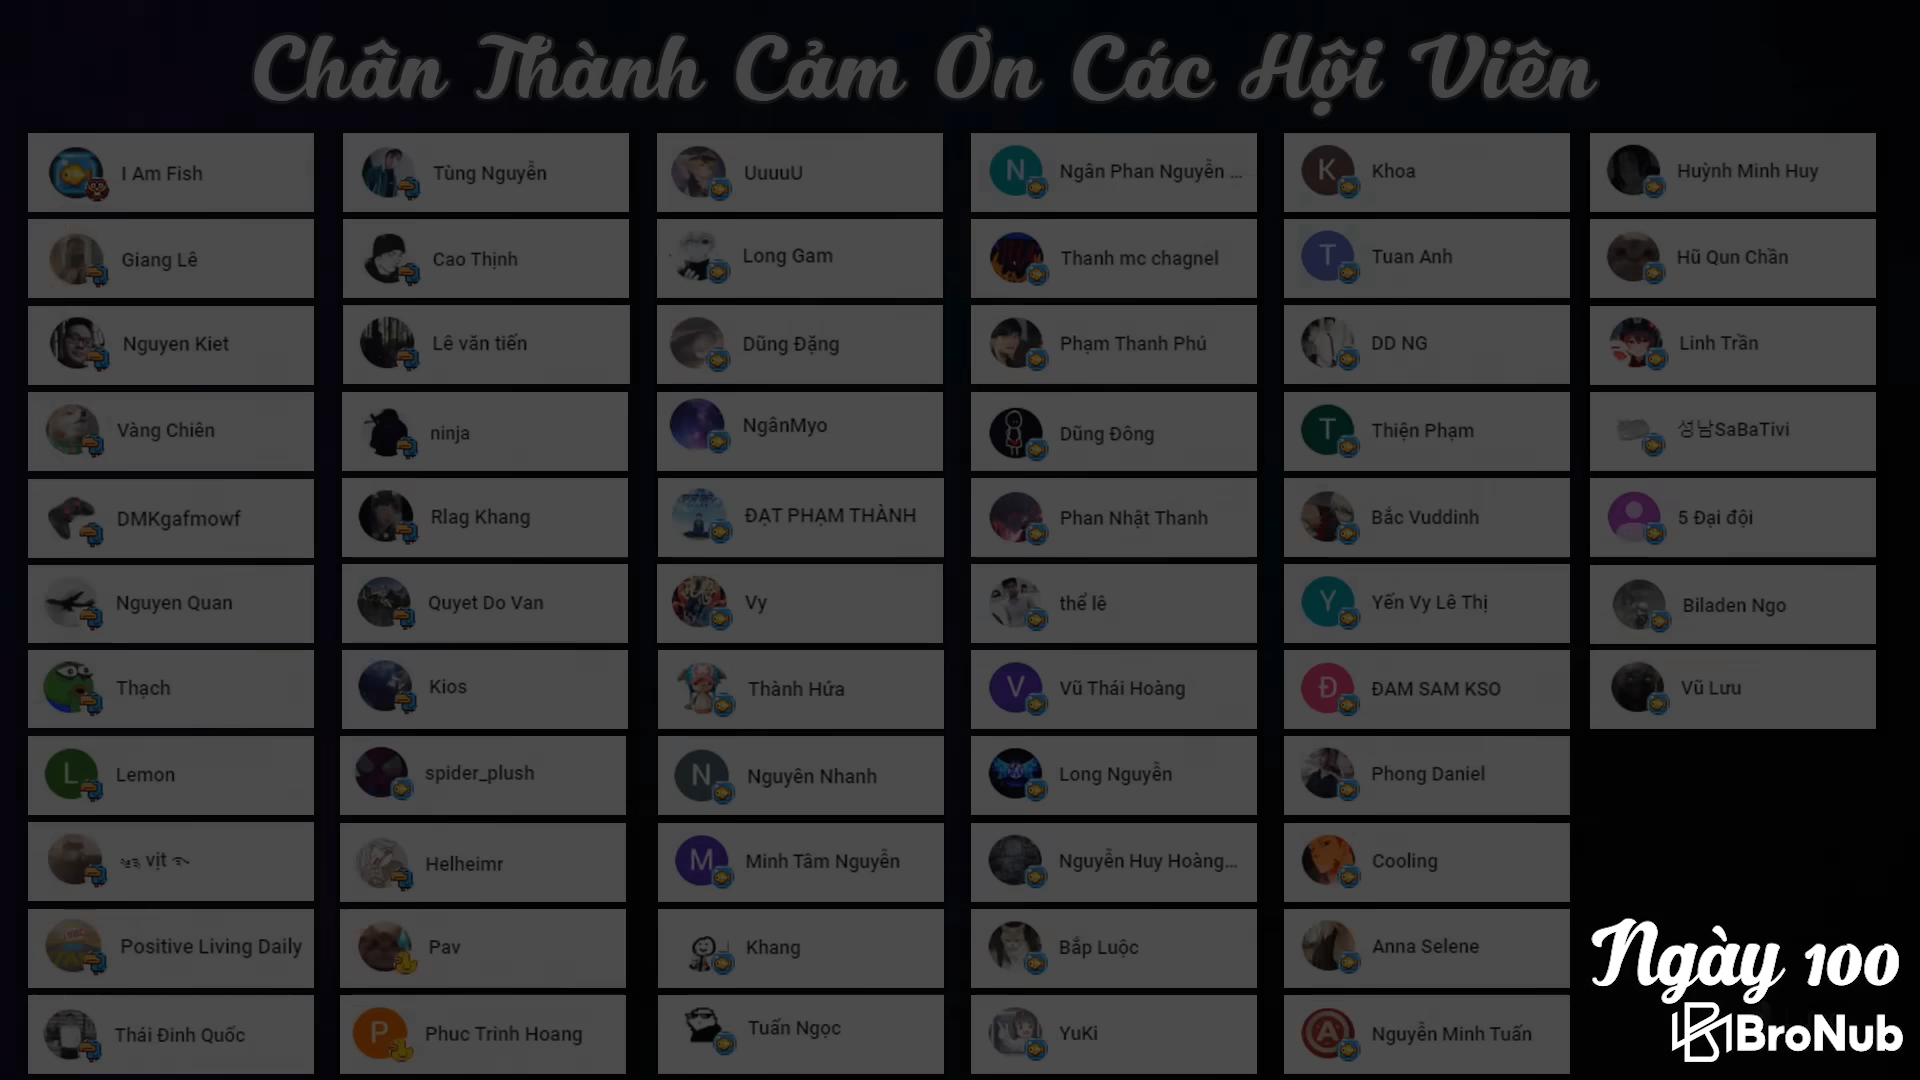 Chân Thành Cảm Ơn Các Hội Viên
I Am Fish
Giang Lê
Nguyen Kiet
Vàng Chiên
DMKgafmowf
Nguyen Quan
Thạch
Lemon
vịt
Positive Living Daily
Thái Đinh Quốc
Tùng Nguyễn
Cao Thịnh
Lê văn tiến
ninja
Rlag Khang
Quyet Do Van
Kios
spider_plush
Helheimr
Pav
Phuc Trinh Hoang
UuuuU
Long Gam
Dũng Đặng
NgânMyo
ĐẠT PHẠM THÀNH
Vy
Thành Hứa
Nguyên Nhanh
Minh Tâm Nguyễn
Khang
Tuấn Ngọc
N
Ngân Phan Nguyễn ...
Thanh mc chagnel
Phạm Thanh Phú
Dũng Đông
Phan Nhật Thanh
thể lê
V
Vũ Thái Hoàng
Long Nguyễn
Nguyễn Huy Hoàng...
Bắp Luộc
YuKi
K
Khoa
T
Tuan Anh
DD NG
T
Thiện Phạm
Bắc Vuddinh
Y
Yến Vy Lê Thị
Đ
ĐAM SAM KSO
Phong Daniel
Cooling
Anna Selene
Nguyễn Minh Tuấn
Huỳnh Minh Huy
Hũ Qun Chần
Linh Trần
성남SaBaTivi
5 Đại đội
Biladen Ngo
Vũ Lưu
Ngày 100
BroNub